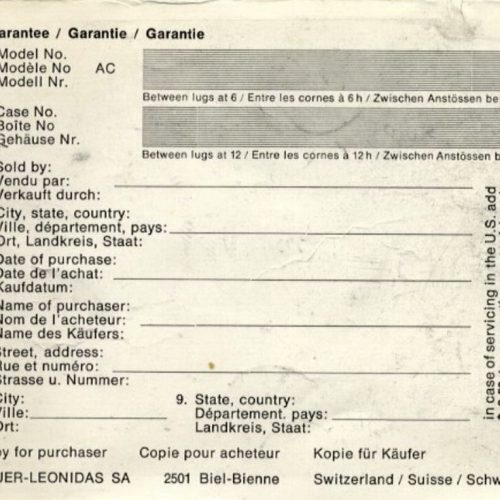 arantee / Garantie / Garantie
Model No.
Modèle No AC
Modell Nr.
Between lugs at 6 / Entre les cornes à 6 h / Zwischen Anstössen be
Case No.
Boîte No
Gehäuse Nr.
Between lugs at 12 / Entre les cornes à 12 h / Zwischen Anstössen b
Sold by:
Vendu par:
Verkauft durch:
City, state, country:
Ville, département, pays:
Ort, Landkreis, Staat:
Date of purchase:
Date de l'achat:
Kaufdatum:
Name of purchaser:
Nom de l'acheteur:
Name des Käufers:
Street, address:
Rue et numéro:
Strasse u. Nummer:
City:
Ville:
Ort:
9. State, country:
Département. pays:
Landkreis, Staat:
py for purchaser Copie pour acheteur Kopie für Käufer
UER-LEONIDAS SA 2501 Biel-Bienne Switzerland / Suisse / Schw
in case of servicing in the U.S. add